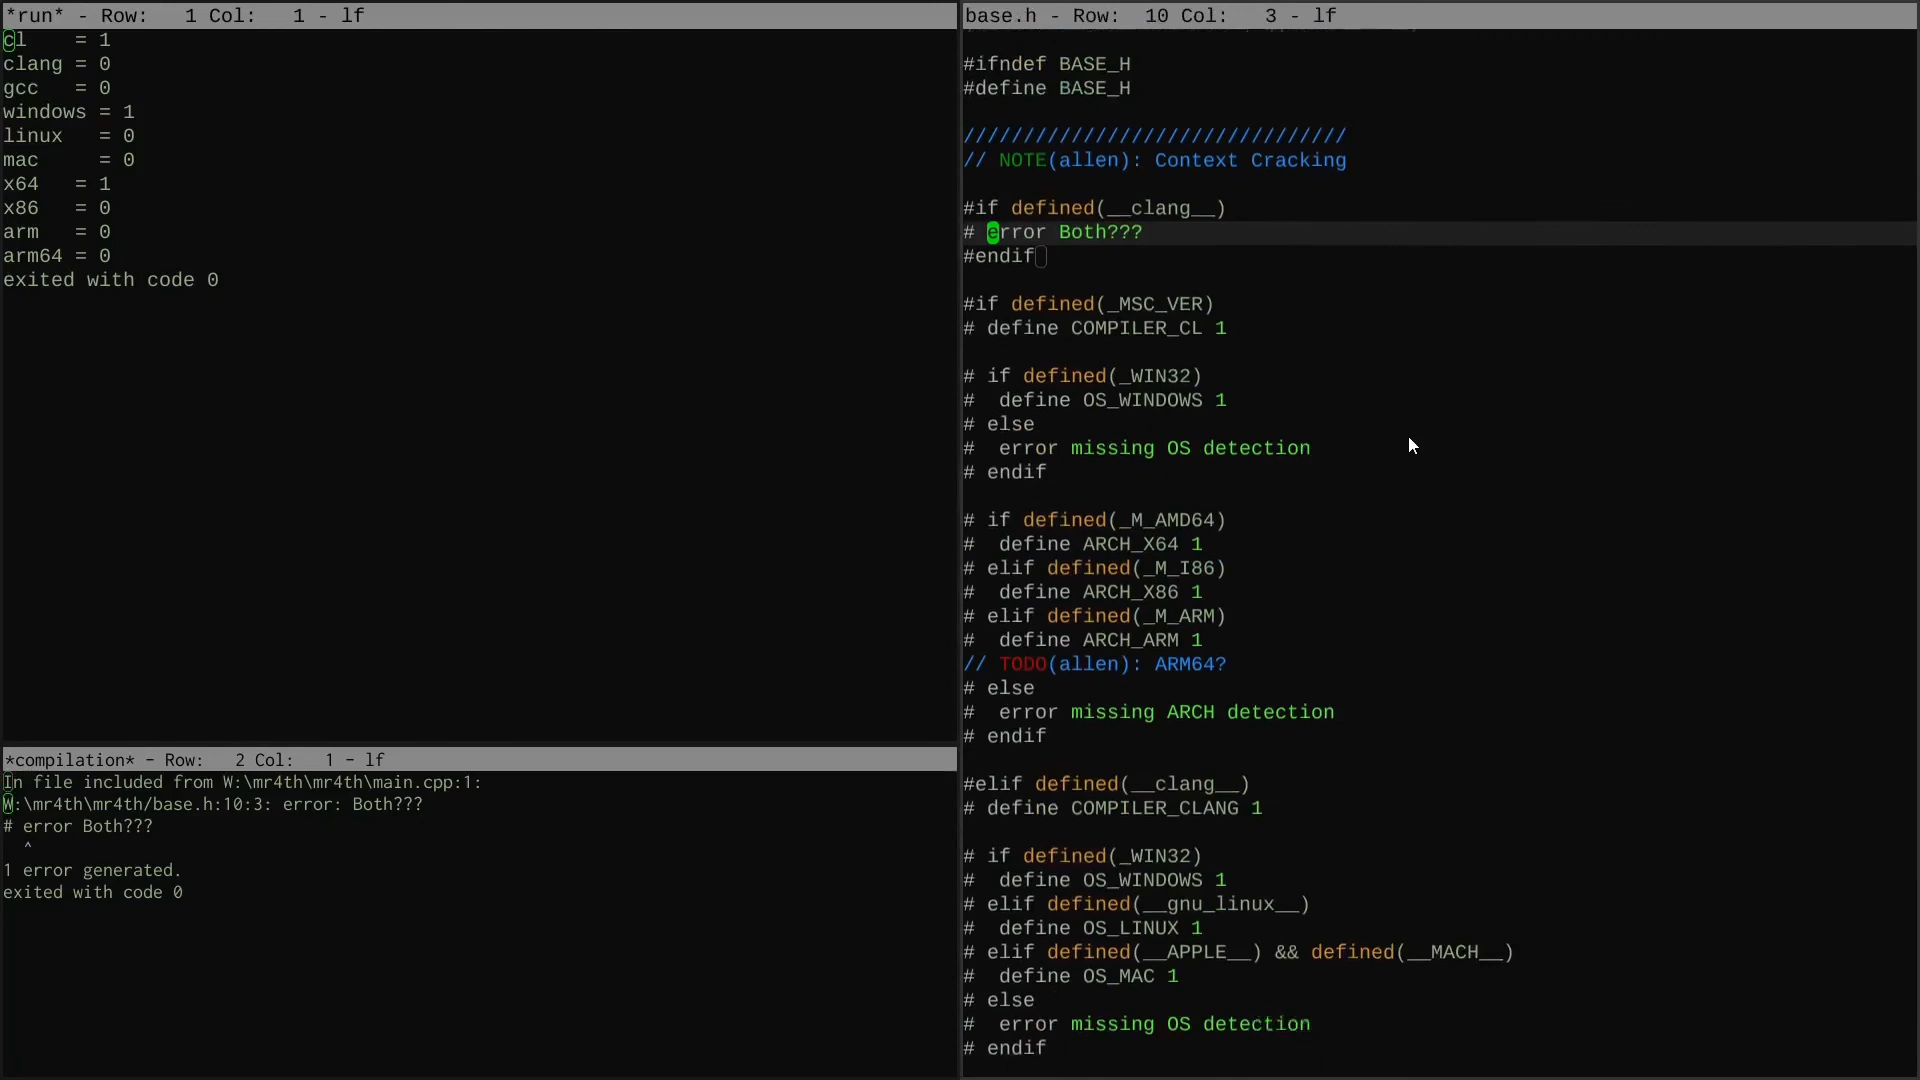 *run* - Row:   1 Col:   1 - lf
cl    = 1
clang = 0
gcc   = 0
windows = 1
linux   = 0
mac     = 0
x64   = 1
x86   = 0
arm   = 0
arm64 = 0
exited with code 0
*compilation* - Row:   2 Col:   1 - lf
In file included from W:\mr4th\mr4th\main.cpp:1:
W:\mr4th\mr4th/base.h:10:3: error: Both???
# error Both???
  ^
1 error generated.
exited with code 0
base.h - Row:  10 Col:   3 - lf
#ifndef BASE_H
#define BASE_H
////////////////////////////////
// NOTE(allen): Context Cracking
#if defined(__clang__)
# error Both???
#endif
#if defined(_MSC_VER)
# define COMPILER_CL 1
# if defined(_WIN32)
#  define OS_WINDOWS 1
# else
#  error missing OS detection
# endif
# if defined(_M_AMD64)
#  define ARCH_X64 1
# elif defined(_M_I86)
#  define ARCH_X86 1
# elif defined(_M_ARM)
#  define ARCH_ARM 1
// TODO(allen): ARM64?
# else
#  error missing ARCH detection
# endif
#elif defined(__clang__)
# define COMPILER_CLANG 1
# if defined(_WIN32)
#  define OS_WINDOWS 1
# elif defined(__gnu_linux__)
#  define OS_LINUX 1
# elif defined(__APPLE__) && defined(__MACH__)
#  define OS_MAC 1
# else
#  error missing OS detection
# endif